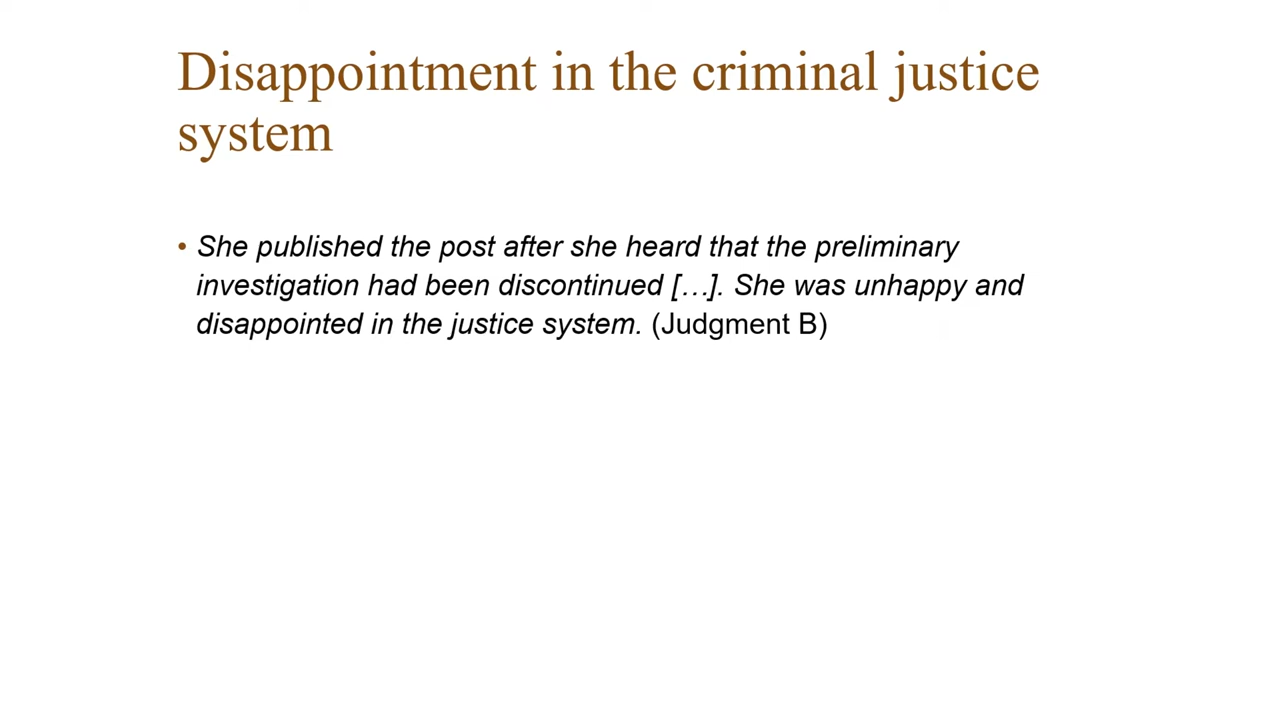 Disappointment in the criminal justice
system
• She published the post after she heard that the preliminary
investigation had been discontinued […]. She was unhappy and
disappointed in the justice system. (Judgment B)